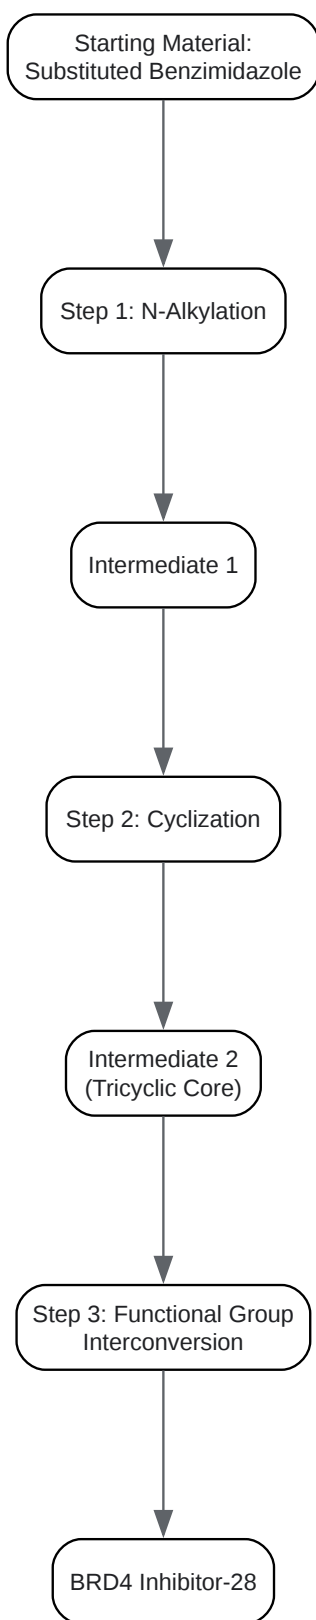 Starting Material:
Substituted Benzimidazole
Step 1: N-Alkylation
Intermediate 1
Step 2: Cyclization
Intermediate 2
(Tricyclic Core)
Step 3: Functional Group
Interconversion
BRD4 Inhibitor-28